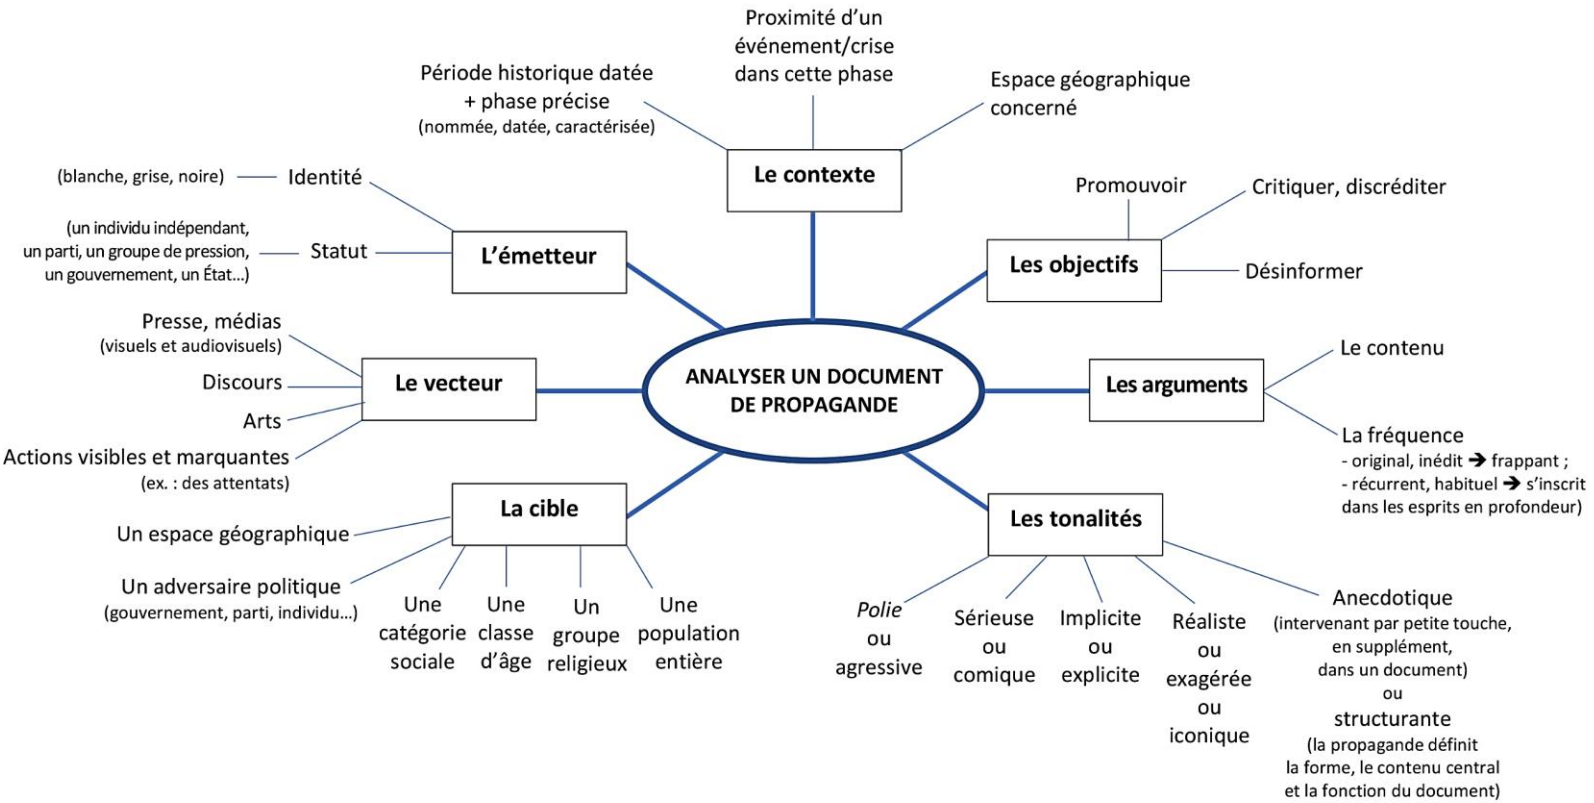 Proximité d'un
événement/crise
dans cette phase
Période historique datée
+ phase précise
(nommée, datée, caractérisée)
Espace géographique
concerné
Le contexte
(blanche, grise, noire)
Identité
(un individu indépendant,
un parti, un groupe de pression,
un gouvernement, un État...)
Statut
L'émetteur
Promouvoir
Critiquer, discréditer
Les objectifs
Désinformer
Presse, médias
(visuels et audiovisuels)
Discours
Arts
Actions visibles et marquantes
(ex. : des attentats)
Le vecteur
ANALYSER UN DOCUMENT
DE PROPAGANDE
Les arguments
Le contenu
La fréquence
- original, inédit ➔ frappant ;
- récurrent, habituel ➔ s'inscrit
dans les esprits en profondeur)
La cible
Un espace géographique
Un adversaire politique
(gouvernement, parti, individu...)
Une
catégorie
sociale
Une
classe
d'âge
Un
groupe
religieux
Une
population
entière
Les tonalités
Polie
ou
agressive
Sérieuse
ou
comique
Implicite
ou
explicite
Réaliste
ou
exagérée
ou
iconique
Anecdotique
(intervenant par petite touche,
en supplément,
dans un document)
ou
structurante
(la propagande définit
la forme, le contenu central
et la fonction du document)